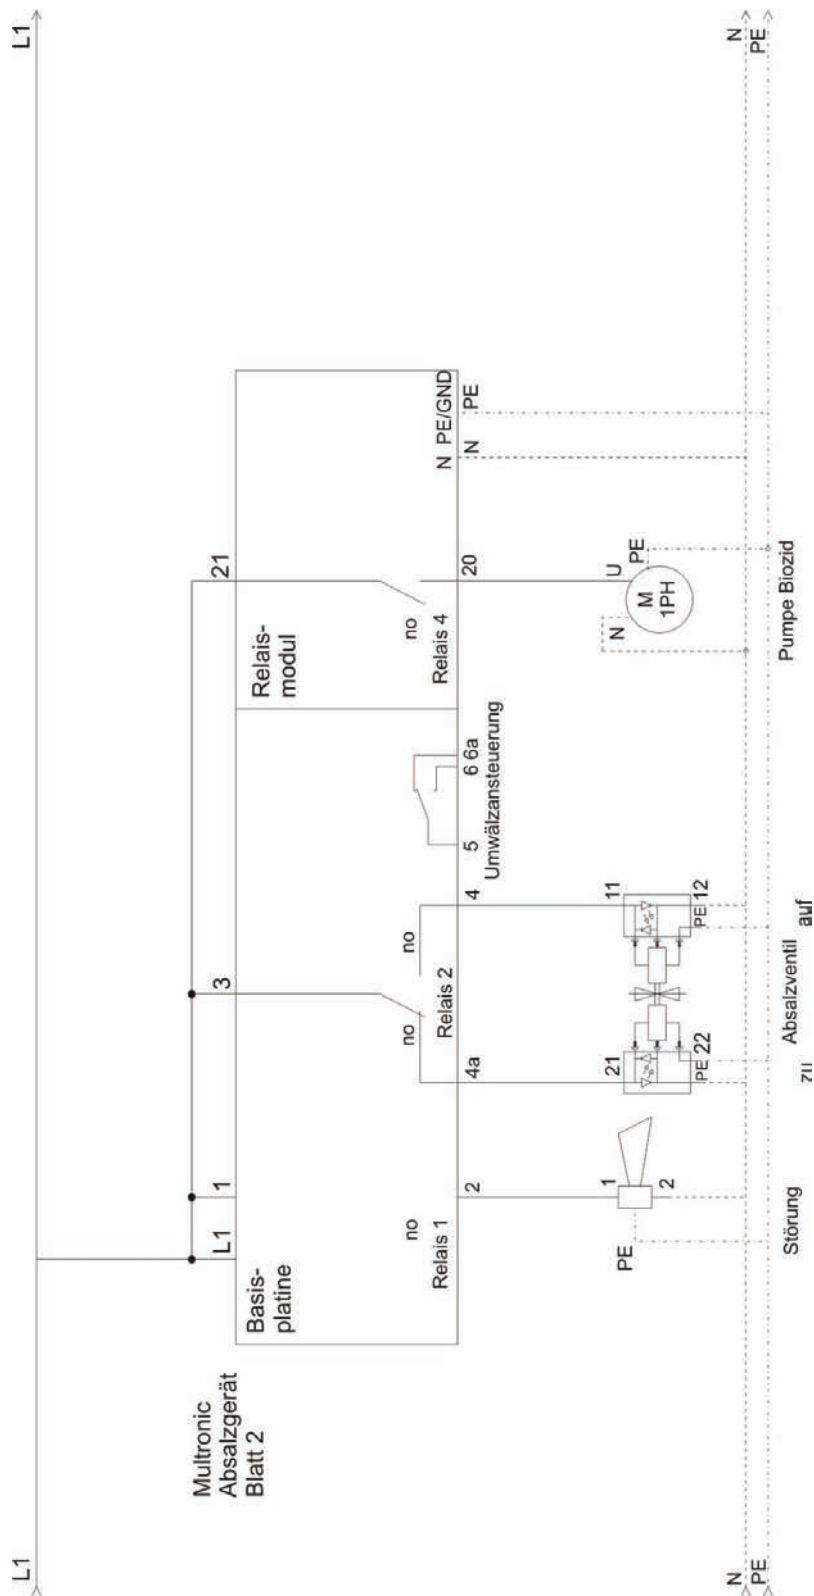 L1
L1
Multronic
Absalzgerät
Blatt 2
L1
1
3
21
Basis-
platine
Relais-
modul
no
Relais 1
no
no
Relais 2
no
Relais 4
N
PE/GND
2
4a
4
5
6
6a
20
N
PE
Umwälzansteuerung
PE
1
2
21
22
PE
11
12
PE
N
U
PE
M
1PH
N
PE
N
PE
Störung
zu
Absalzventil
auf
Pumpe Biozid